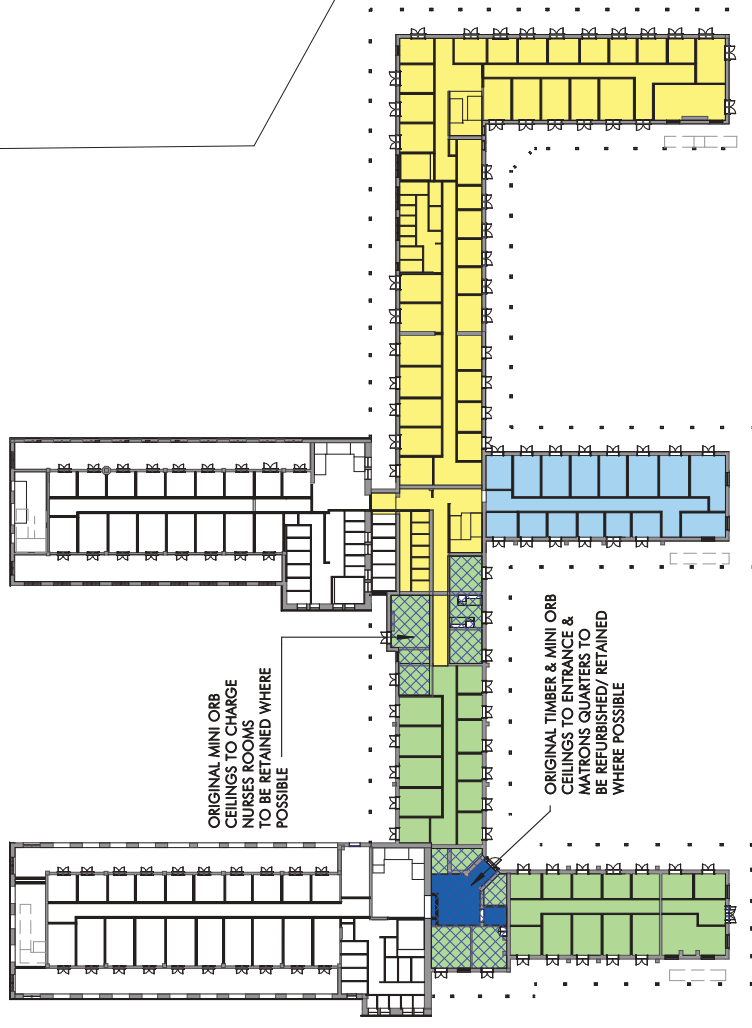 ORIGINAL MINI ORB
CEILINGS TO CHARGE
NURSES ROOMS
TO BE RETAINED WHERE
POSSIBLE
ORIGINAL TIMBER & MINI ORB
CEILINGS TO ENTRANCE &
MATRONS QUARTERS TO
BE REFURBISHED/ RETAINED
WHERE POSSIBLE